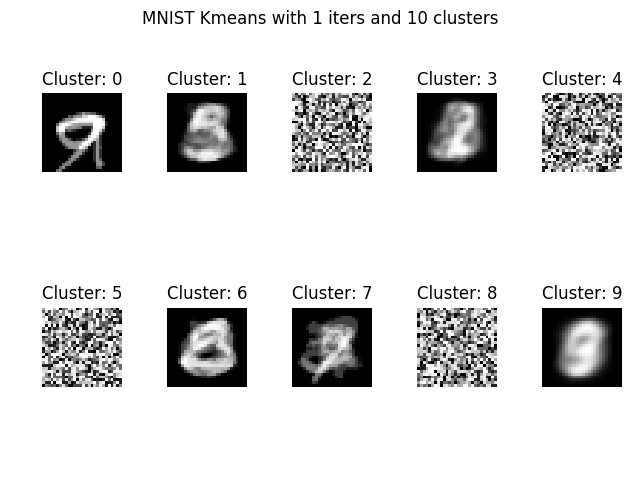 MNIST Kmeans with 1 iters and 10 clusters
Cluster: 0 Cluster: 1 Cluster: 2 Cluster: 3 Cluster: 4
Cluster: 5 Cluster: 6 Cluster: 7 Cluster: 8 Cluster: 9